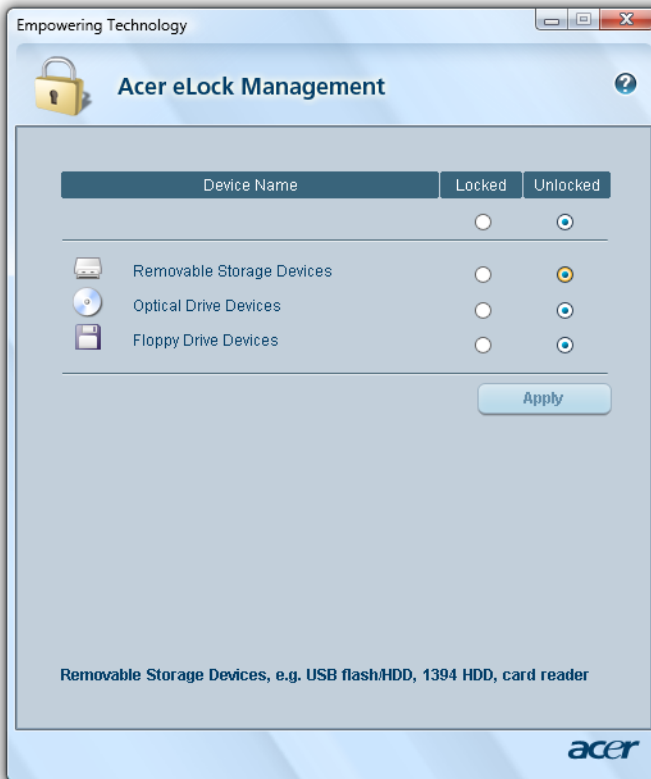 Empowering Technology
Acer eLock Management
Device Name Locked Unlocked
Removable Storage Devices
Optical Drive Devices
Floppy Drive Devices
Apply
Removable Storage Devices, e.g. USB flash/HDD, 1394 HDD, card reader
acer